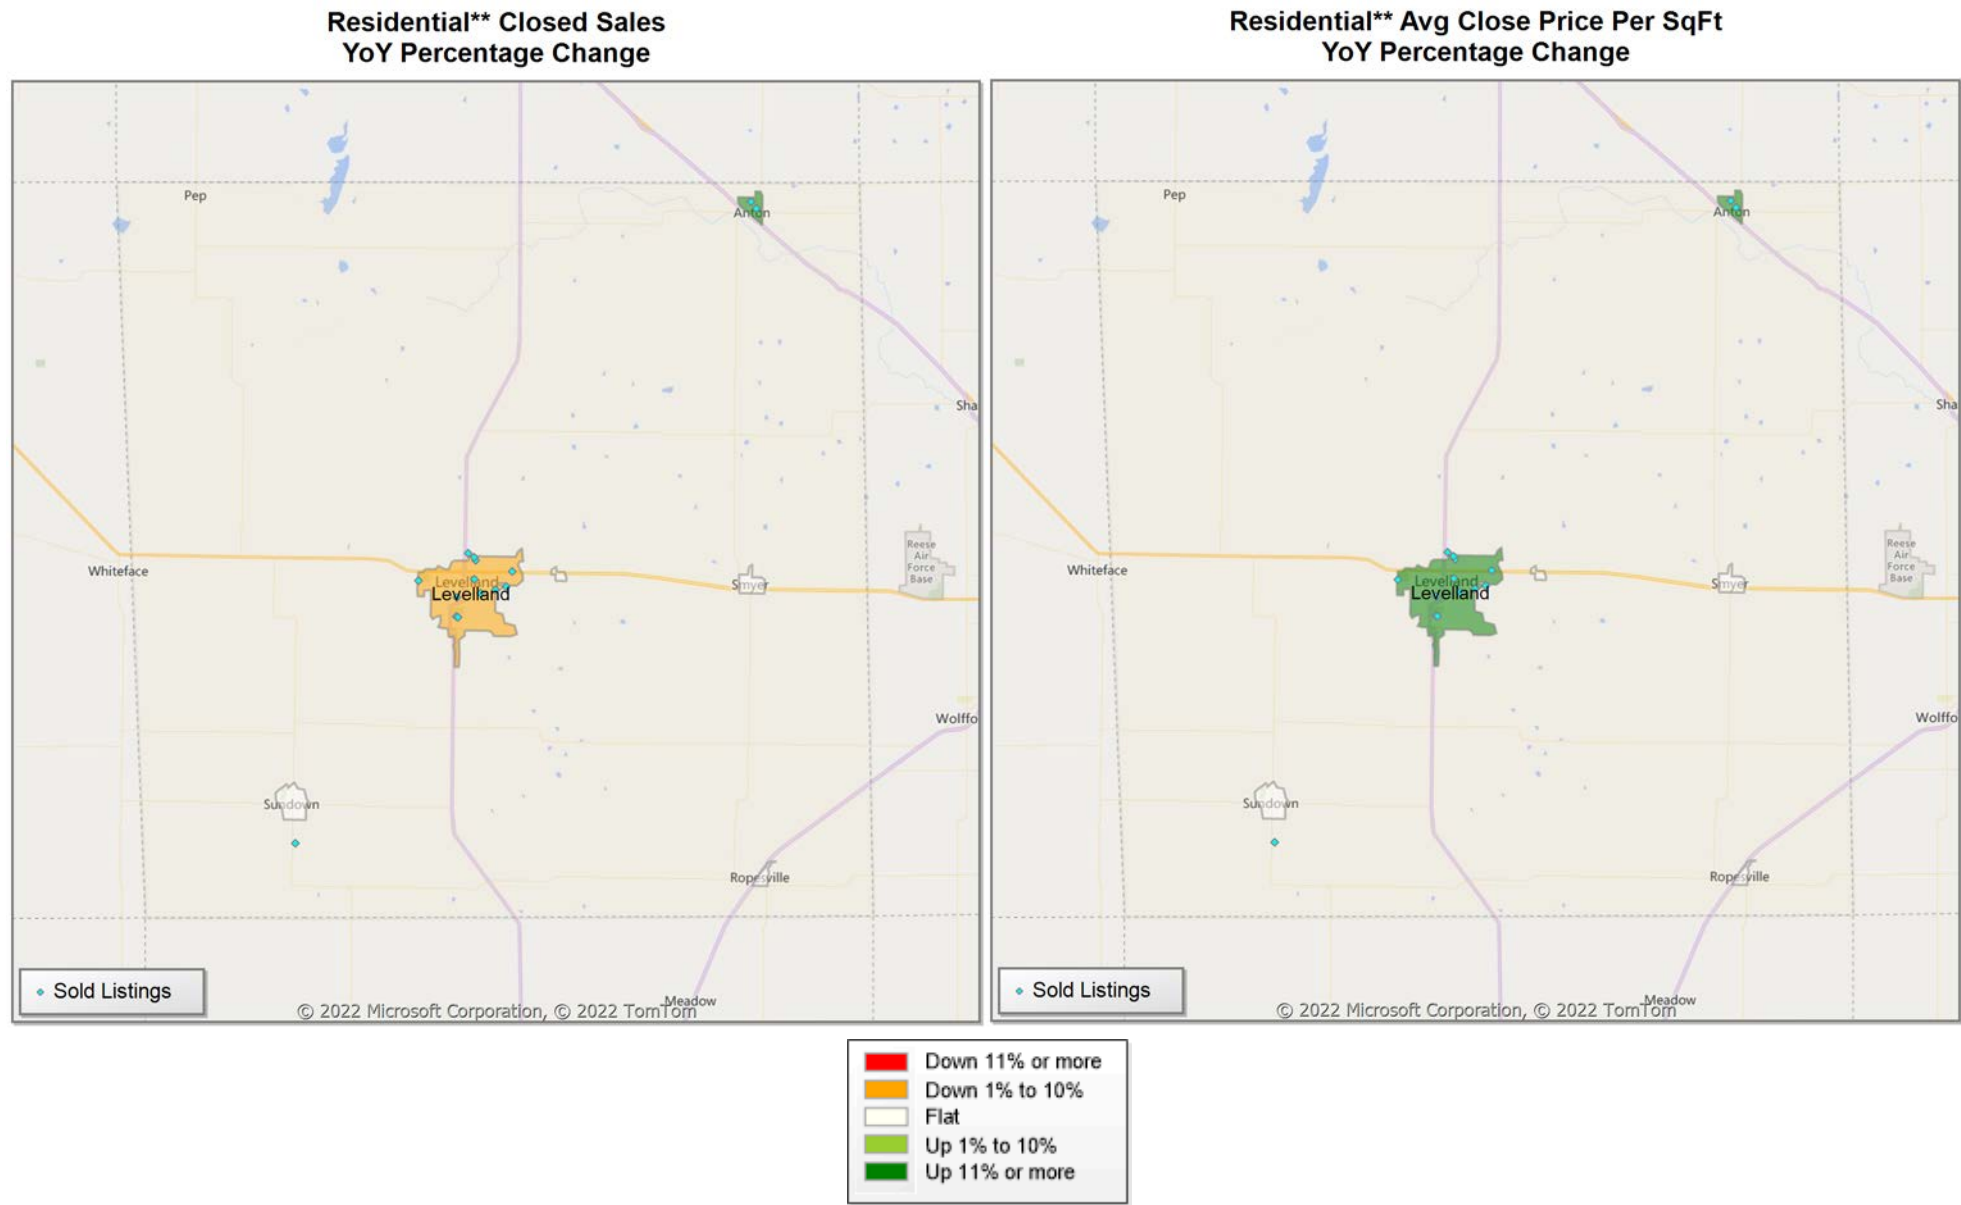 Residential** Closed Sales
YoY Percentage Change
Pep
Anton
Sha
Whiteface
Levelland
Levelland
Smyer
Reese
Air
Force
Base
Wolffo
Sundown
Ropesville
Meadow
Sold Listings
© 2022 Microsoft Corporation, © 2022 TomTom
Residential** Avg Close Price Per SqFt
YoY Percentage Change
Pep
Anton
Sha
Whiteface
Levelland
Levelland
Smyer
Reese
Air
Force
Base
Wolffo
Sundown
Ropesville
Meadow
Sold Listings
© 2022 Microsoft Corporation, © 2022 TomTom
Down 11% or more
Down 1% to 10%
Flat
Up 1% to 10%
Up 11% or more